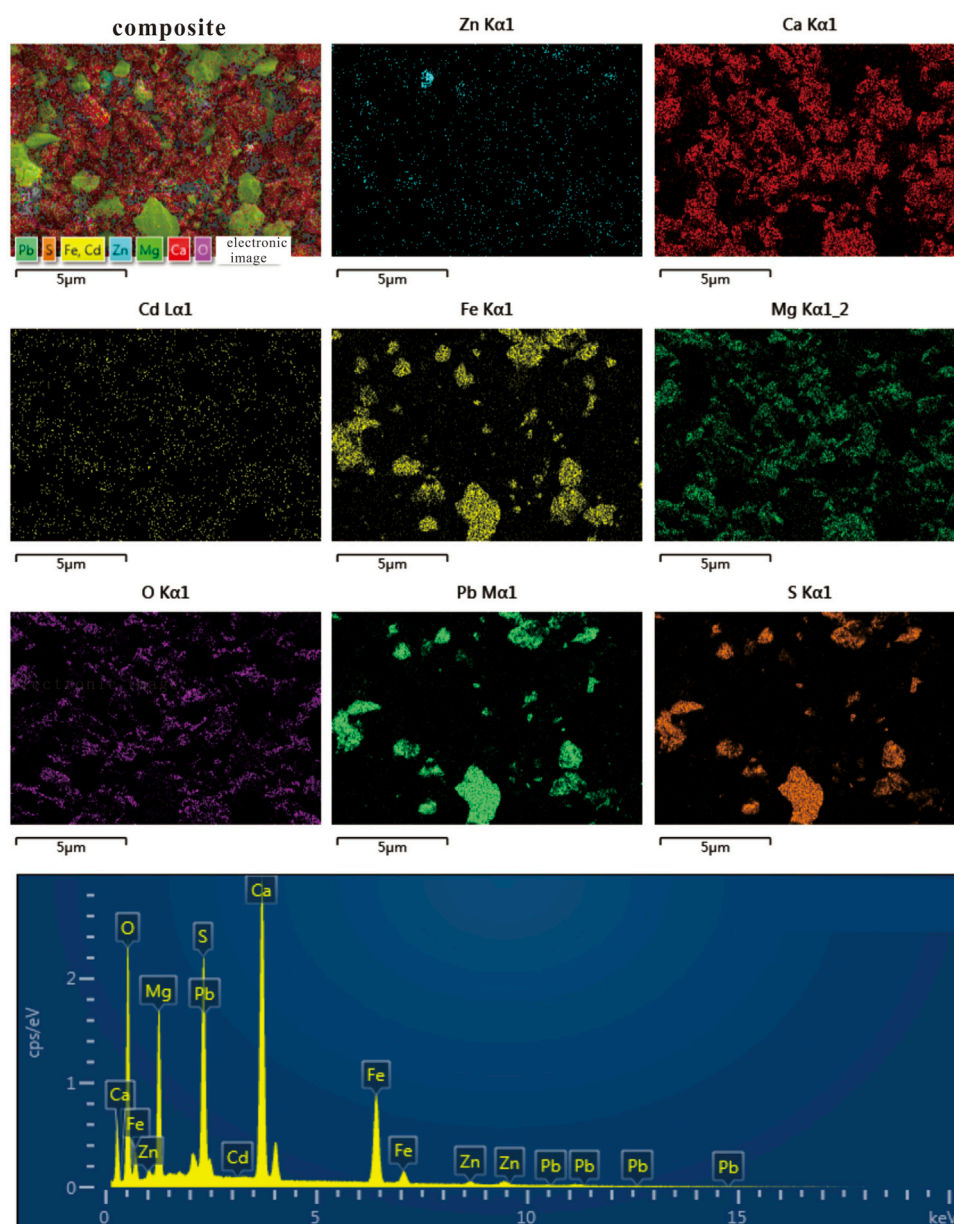 composite
Zn Kα1
Ca Kα1
Pb S Fe, Cd Zn Mg Ca O electronic
image
5μm 5μm 5μm
Cd Lα1
Fe Kα1
Mg Kα1_2
5μm 5μm 5μm
O Kα1
Pb Mα1
S Kα1
5μm 5μm 5μm
Ca
O
S
Mg
Pb
2
cps/eV
Fe
1
Ca
Fe
Zn
Cd
Fe
Zn
Zn
Pb
Pb
Pb
Pb
0
0 5 10 15 keV